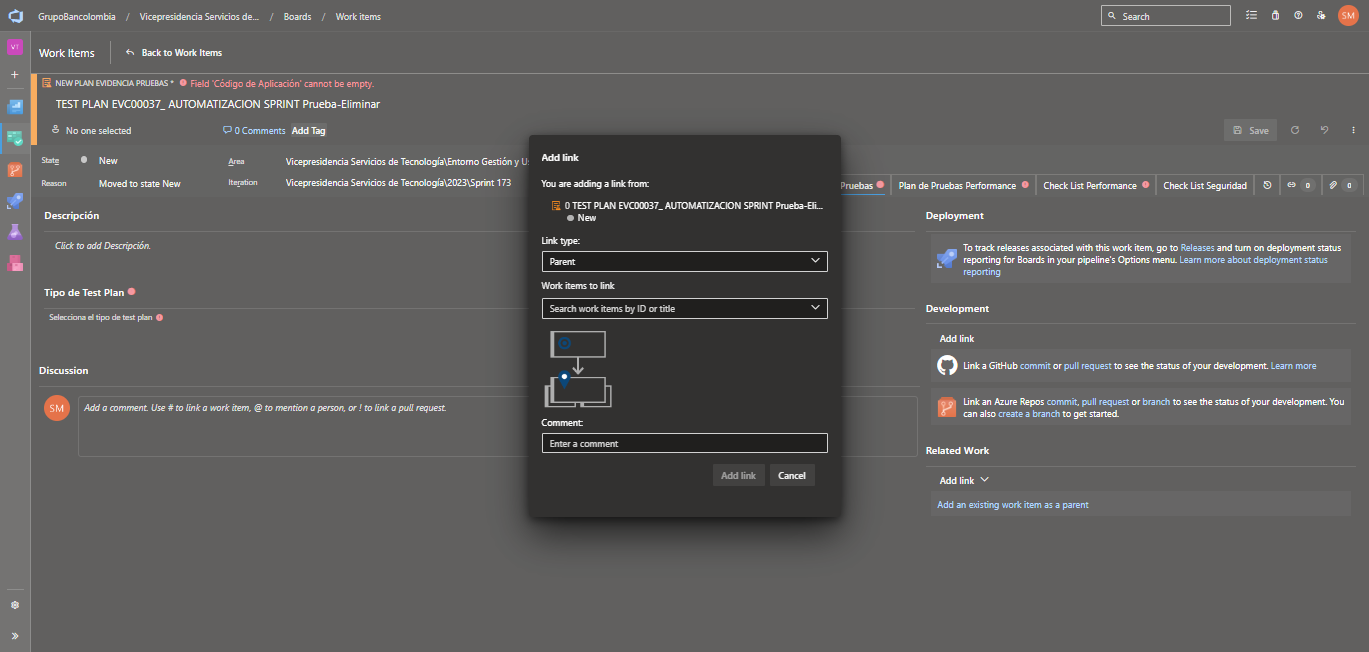 GrupoBancolombia / Vicepresidencia Servicios de... / Boards / Work items
Search
SM
VT
Work Items
Back to Work Items
NEW PLAN EVIDENCIA PRUEBAS * Field 'Código de Aplicación' cannot be empty.
TEST PLAN EVC00037_ AUTOMATIZACION SPRINT Prueba-Eliminar
No one selected
0 Comments
Add Tag
Save
State
New
Area
Vicepresidencia Servicios de Tecnología\Entorno Gestión y Us
Reason
Moved to state New
Iteration
Vicepresidencia Servicios de Tecnología\2023\Sprint 173
Pruebas
Plan de Pruebas Performance
Check List Performance
Check List Seguridad
0
0
Descripción
Click to add Descripción.
Tipo de Test Plan
Selecciona el tipo de test plan
Discussion
SM
Add a comment. Use # to link a work item, @ to mention a person, or ! to link a pull request.
Add link
You are adding a link from:
0 TEST PLAN EVC00037_ AUTOMATIZACION SPRINT Prueba-Eli...
New
Link type:
Parent
Work items to link
Search work items by ID or title
Comment:
Enter a comment
Add link
Cancel
Deployment
To track releases associated with this work item, go to Releases and turn on deployment status
reporting for Boards in your pipeline's Options menu. Learn more about deployment status
reporting
Development
Add link
Link a GitHub commit or pull request to see the status of your development. Learn more
Link an Azure Repos commit, pull request or branch to see the status of your development. You
can also create a branch to get started.
Related Work
Add link
Add an existing work item as a parent